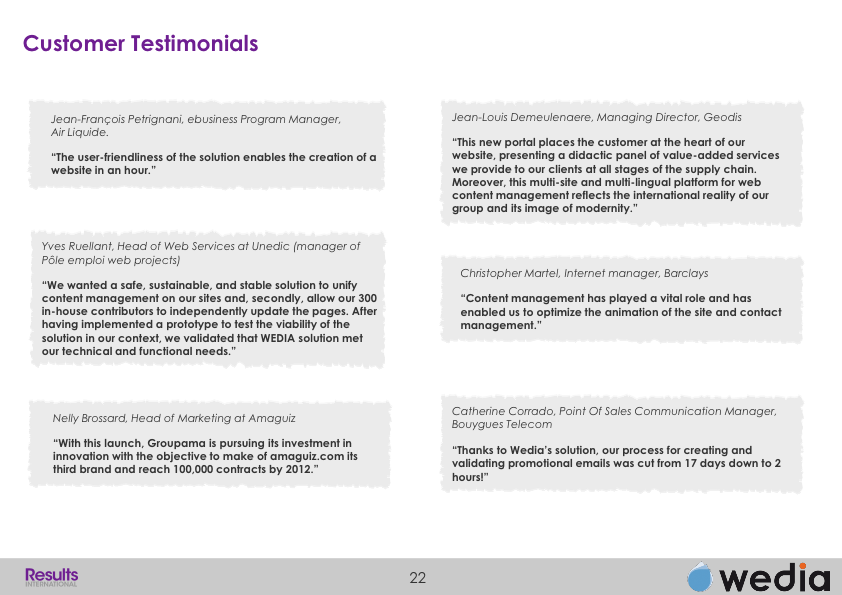 Customer Testimonials
Jean-François Petrignani, ebusiness Program Manager,
Air Liquide.
“The user-friendliness of the solution enables the creation of a
website in an hour.”
Yves Ruellant, Head of Web Services at Unedic (manager of
Pôle emploi web projects)
“We wanted a safe, sustainable, and stable solution to unify
content management on our sites and, secondly, allow our 300
in-house contributors to independently update the pages. After
having implemented a prototype to test the viability of the
solution in our context, we validated that WEDIA solution met
our technical and functional needs.”
Nelly Brossard, Head of Marketing at Amaguiz
“With this launch, Groupama is pursuing its investment in
innovation with the objective to make of amaguiz.com its
third brand and reach 100,000 contracts by 2012.”
Jean-Louis Demeulenaere, Managing Director, Geodis
“This new portal places the customer at the heart of our
website, presenting a didactic panel of value-added services
we provide to our clients at all stages of the supply chain.
Moreover, this multi-site and multi-lingual platform for web
content management reflects the international reality of our
group and its image of modernity.”
Christopher Martel, Internet manager, Barclays
“Content management has played a vital role and has
enabled us to optimize the animation of the site and contact
management.”
Catherine Corrado, Point Of Sales Communication Manager,
Bouygues Telecom
“Thanks to Wedia’s solution, our process for creating and
validating promotional emails was cut from 17 days down to 2
hours!”
Results
INTERNATIONAL
22
wedia